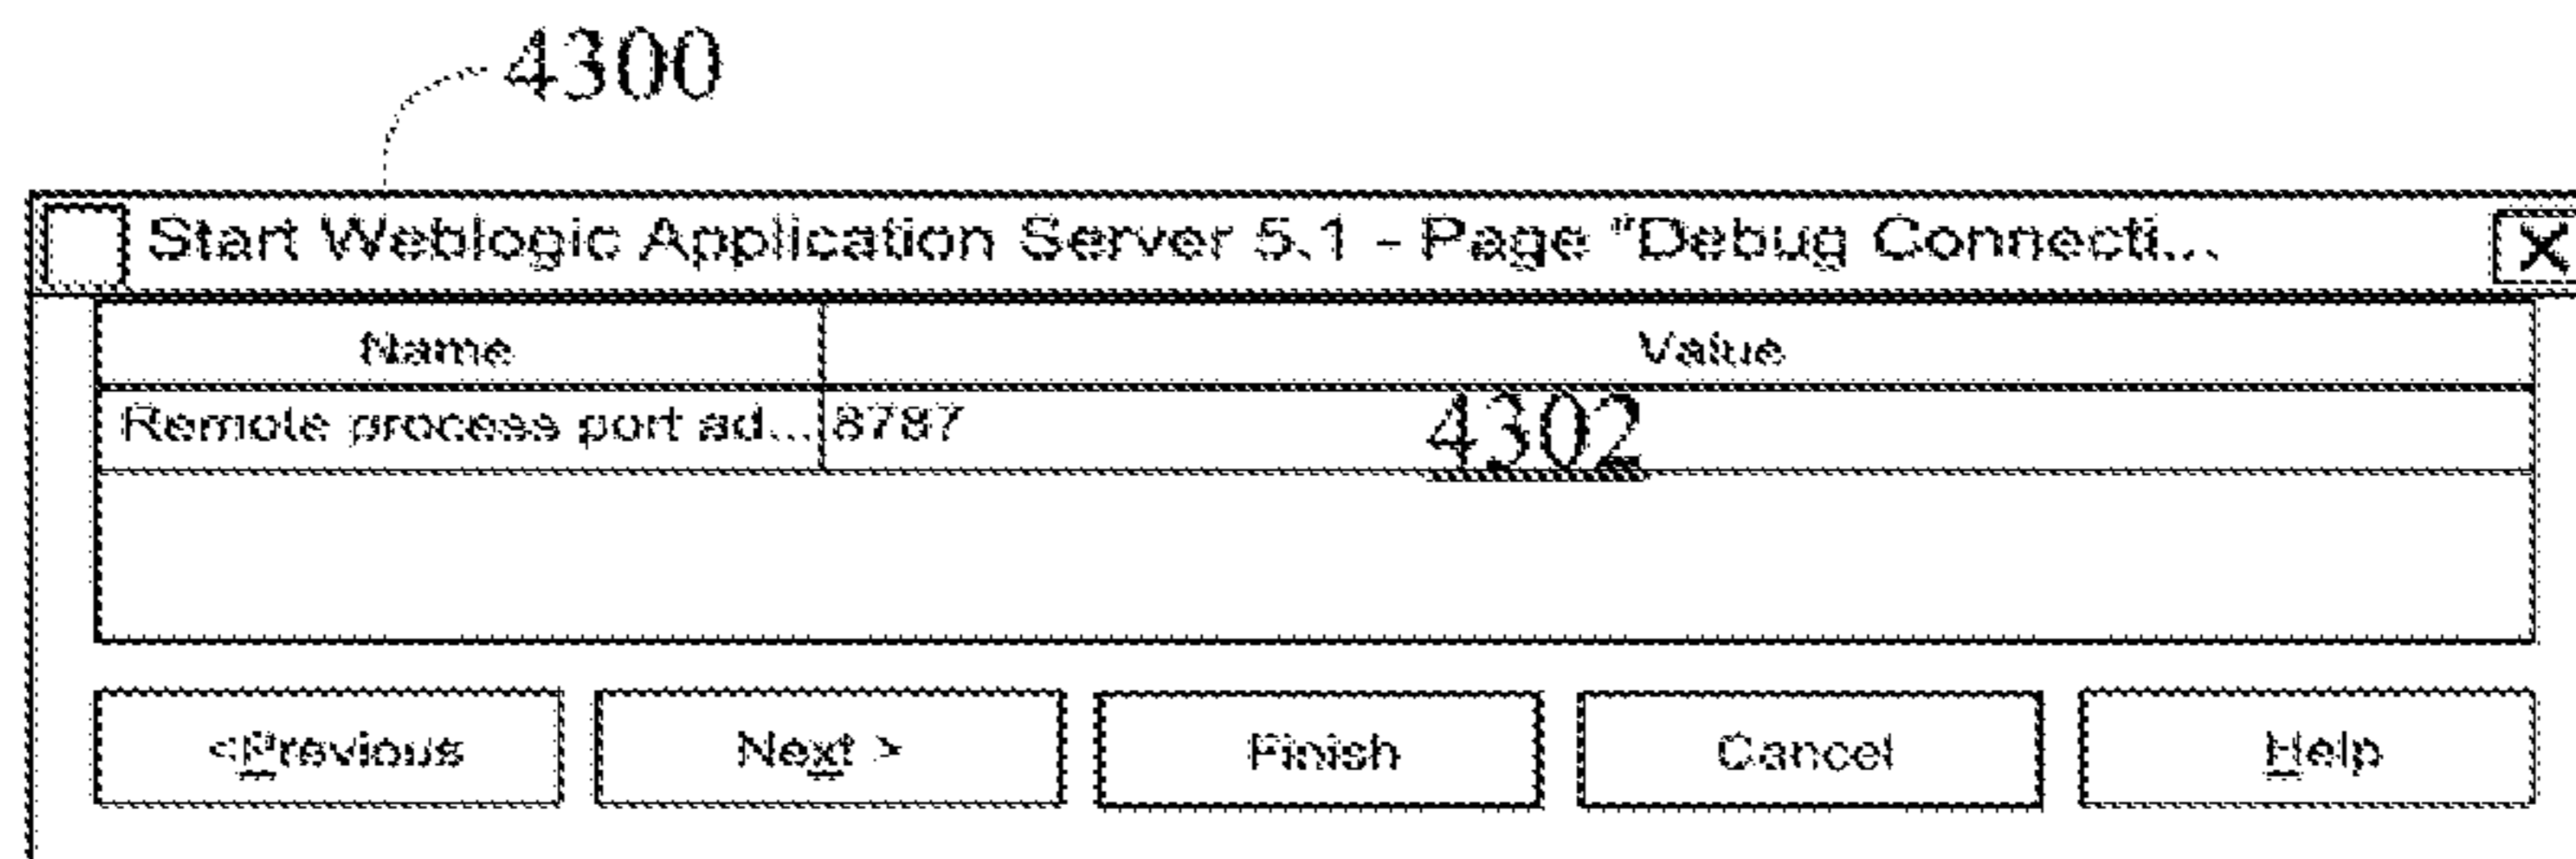 4300
Start Weblogic Application Server 5.1 - Page "Debug Connecti...
Name Value
Remote process port ad... 8787 4302
<Previous Next > Finish Cancel Help